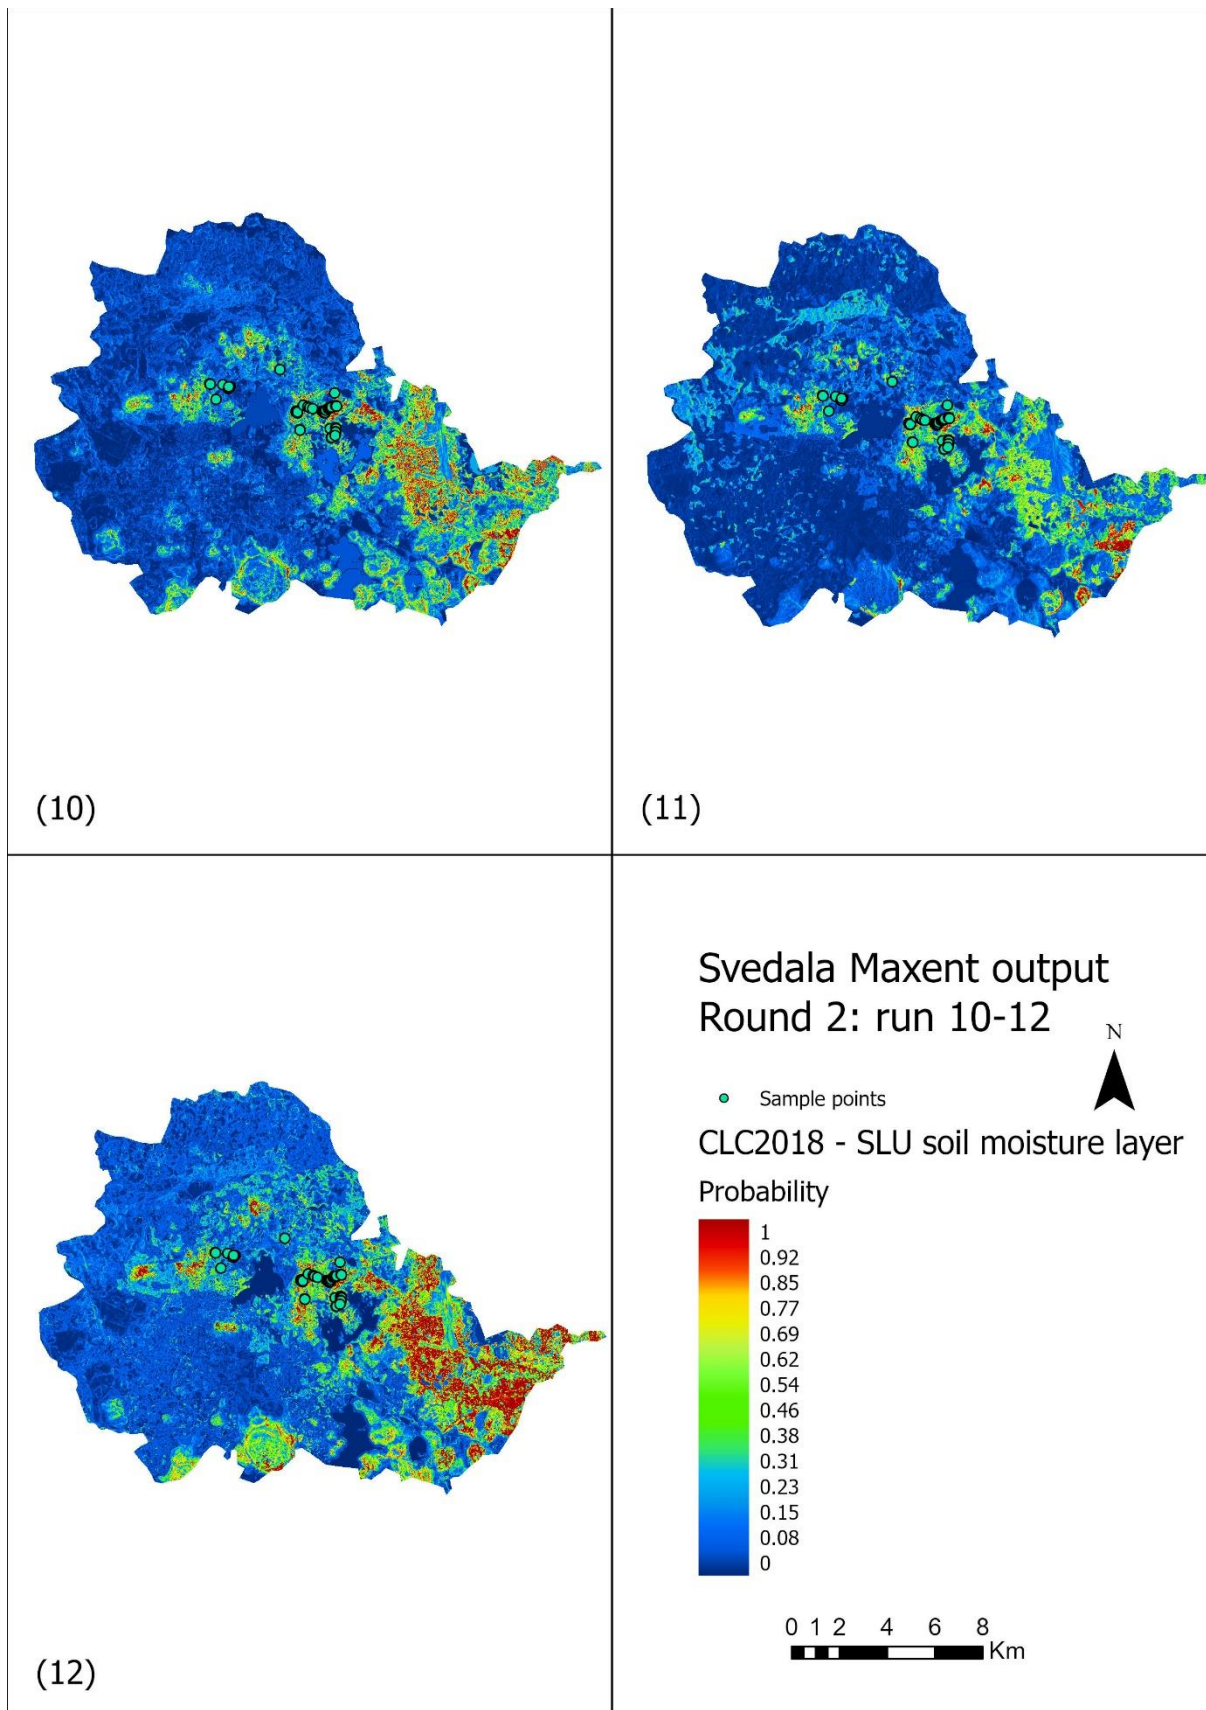 (10)
(11)
(12)
Svedala Maxent output
Round 2: run 10-12
N
Sample points
CLC2018 - SLU soil moisture layer
Probability
1
0.92
0.85
0.77
0.69
0.62
0.54
0.46
0.38
0.31
0.23
0.15
0.08
0
0 1 2 4 6 8
Km